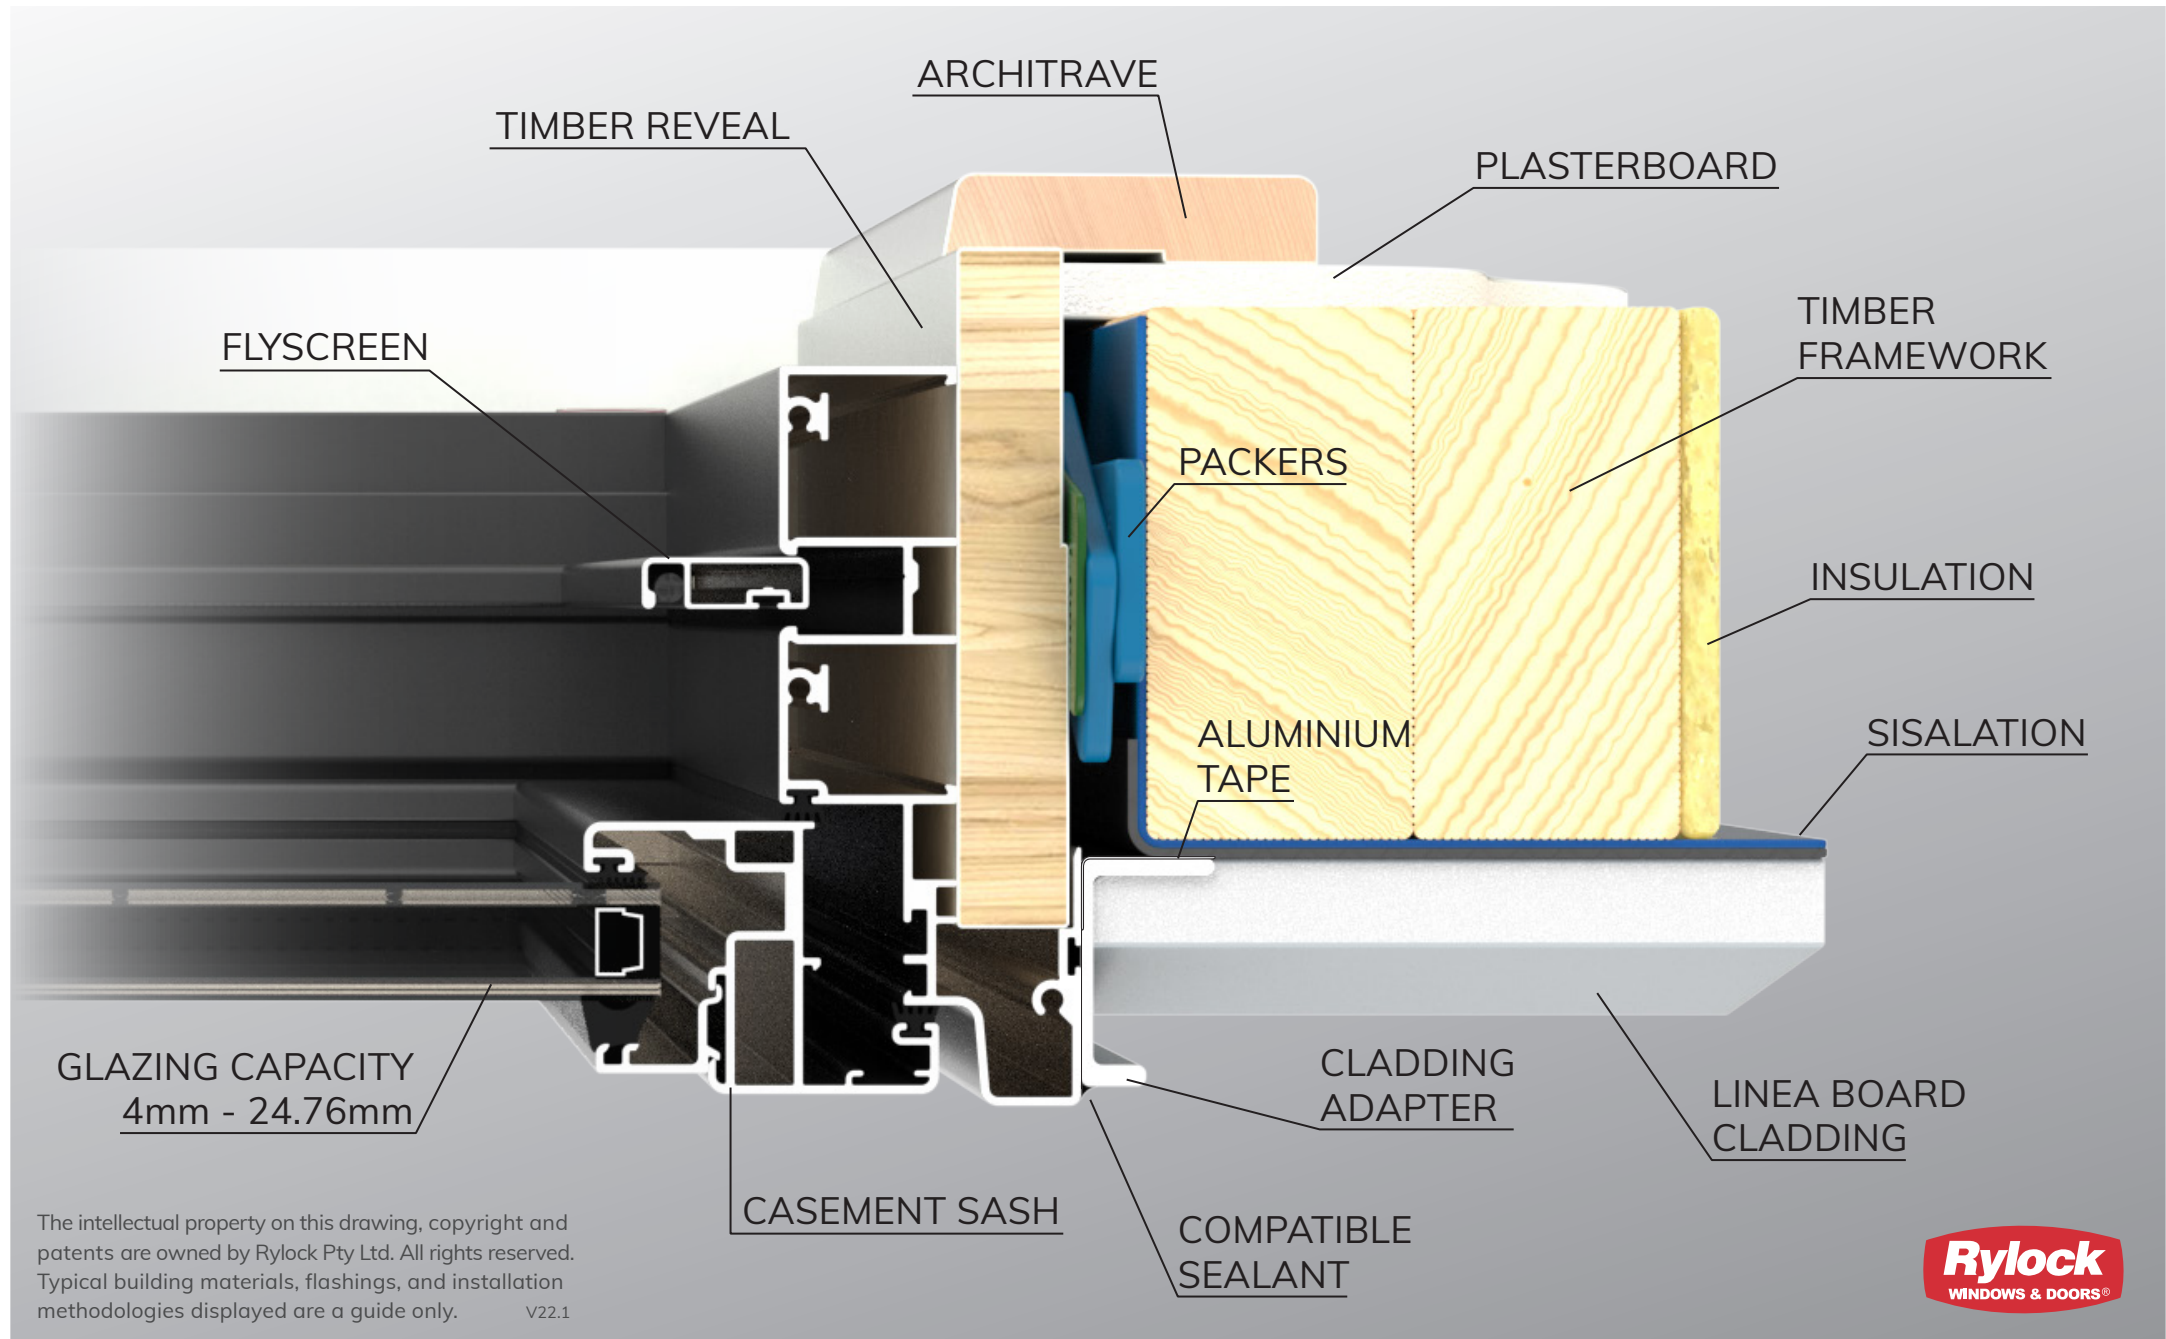 ARCHITRAVE
TIMBER REVEAL
PLASTERBOARD
TIMBER
FRAMEWORK
FLYSCREEN
PACKERS
INSULATION
SISALATION
ALUMINIUM
TAPE
GLAZING CAPACITY
4mm - 24.76mm
CLADDING
ADAPTER
LINEA BOARD
CLADDING
CASEMENT SASH
COMPATIBLE
SEALANT
The intellectual property on this drawing, copyright and
patents are owned by Rylock Pty Ltd. All rights reserved.
Typical building materials, flashings, and installation
methodologies displayed are a guide only. V22.1
Rylock
WINDOWS & DOORS®